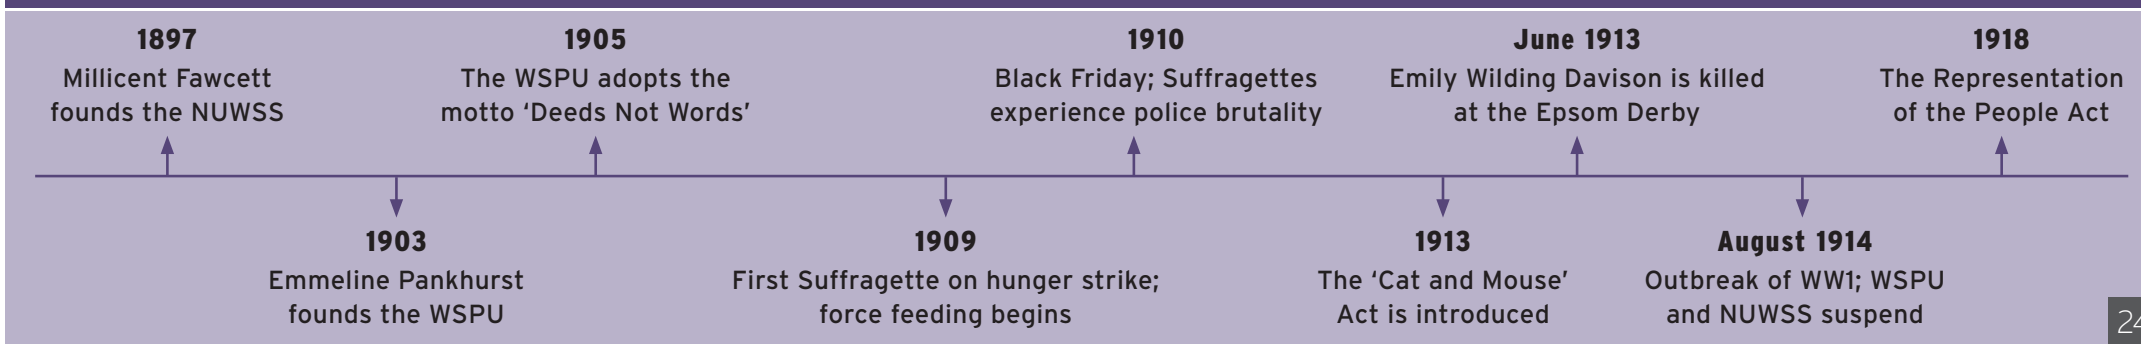 1897
Millicent Fawcett
founds the NUWSS
1903
Emmeline Pankhurst
founds the WSPU
1905
The WSPU adopts the
motto ‘Deeds Not Words’
1909
First Suffragette on hunger strike;
force feeding begins
1910
Black Friday; Suffragettes
experience police brutality
1913
The ‘Cat and Mouse’
Act is introduced
June 1913
Emily Wilding Davison is killed
at the Epsom Derby
August 1914
Outbreak of WW1; WSPU
and NUWSS suspend
1918
The Representation
of the People Act